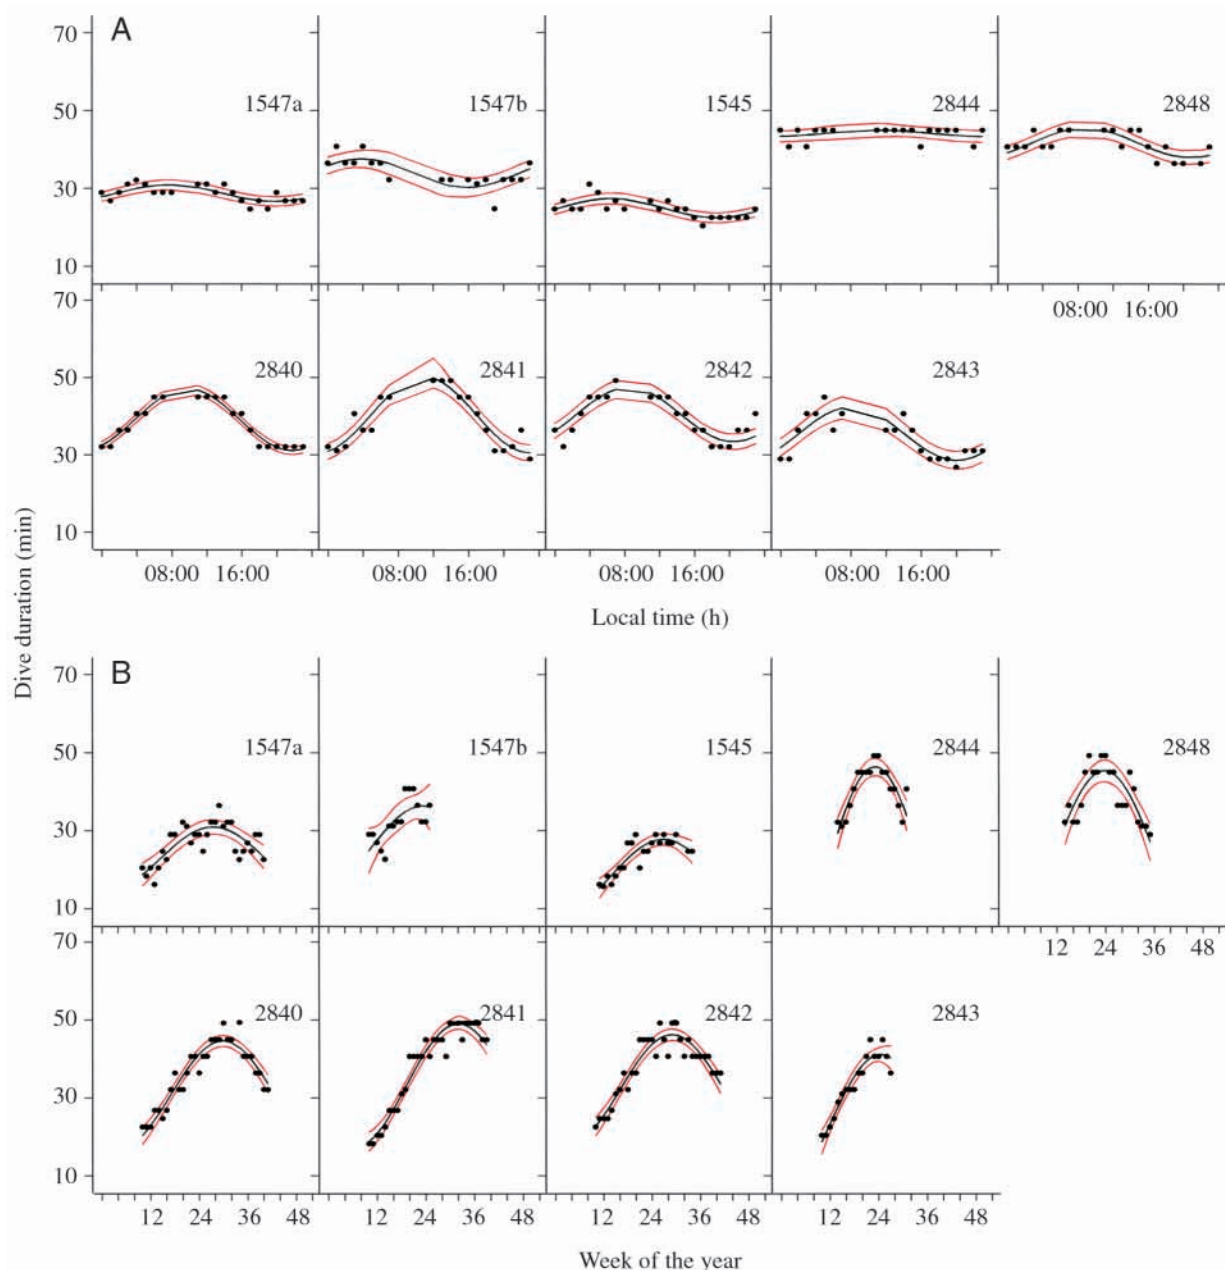 A
70
50
30
10
1547a
1547b
1545
2844
2848
08:00 16:00
70
50
30
10
2840
2841
2842
2843
08:00 16:00
08:00 16:00
08:00 16:00
08:00 16:00
Local time (h)
Dive duration (min)
B
70
50
30
10
1547a
1547b
1545
2844
2848
12 24 36 48
70
50
30
10
2840
2841
2842
2843
12 24 36 48
12 24 36 48
12 24 36 48
12 24 36 48
Week of the year